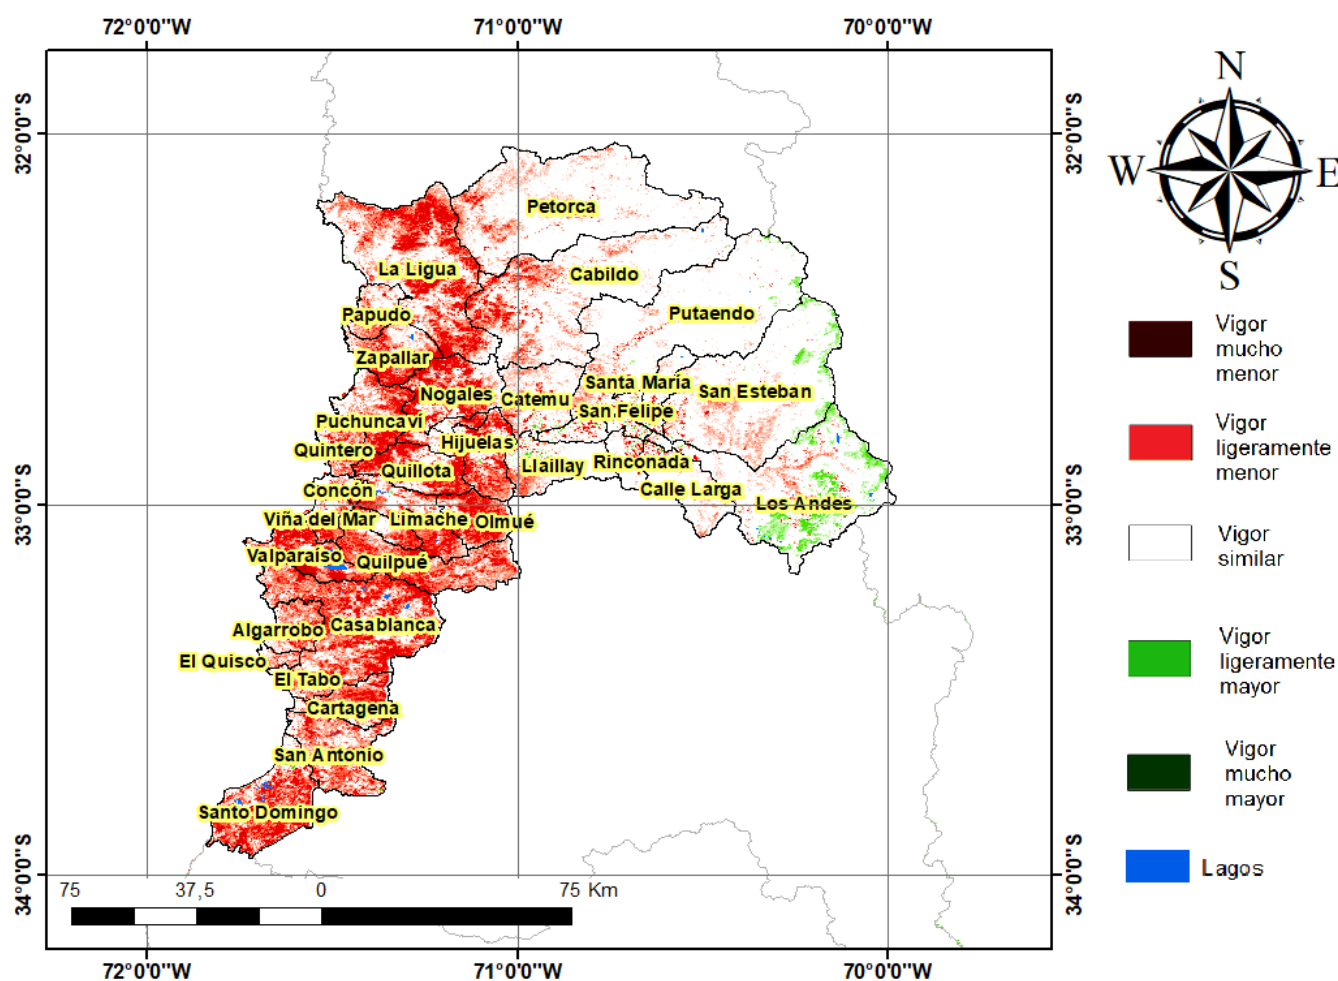 72°0'0"W
71°0'0"W
70°0'0"W
32°0'0"S
32°0'0"S
33°0'0"S
33°0'0"S
34°0'0"S
34°0'0"S
N
W
E
S
Petorca
La Ligua
Cabildo
Papudo
Putaendo
Zapallar
Santa Maria
San Esteban
Nogales
Catemu
San Felipe
Puchuncaví
Hijuelas
Quintero
Quillota
Llaillay
Rinconada
Concón
Calle Larga
Los Andes
Viña del Mar
Limache
Olmué
Valparaíso
Quilpué
Algarrobo
Casablanca
El Quisco
El Tabo
Cartagena
San Antonio
Santo Domingo
75
37,5
0
75 Km
72°0'0"W
71°0'0"W
70°0'0"W
Vigor
mucho
menor
Vigor
ligeramente
menor
Vigor
similar
Vigor
ligeramente
mayor
Vigor
mucho
mayor
Lagos